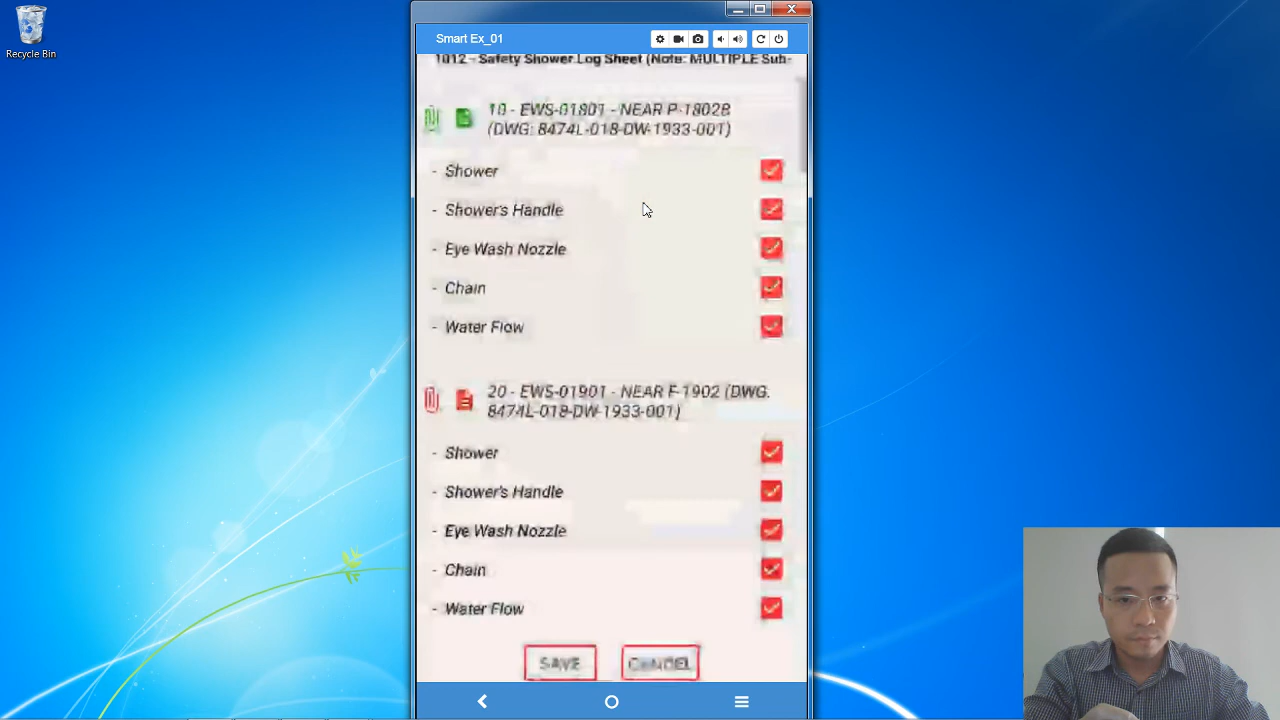 Recycle Bin
Smart Ex_01
1012 - Safety Shower Log Sheet (Note: MULTIPLE Sub-
10 - EWS-01801 - NEAR P-1802B
(DWG: 8474L-018-DW-1933-001)
- Shower
- Shower's Handle
- Eye Wash Nozzle
- Chain
- Water Flow
20 - EWS-01901 - NEAR F-1902 (DWG:
8474L-018-DW-1933-001)
- Shower
- Shower's Handle
- Eye Wash Nozzle
- Chain
- Water Flow
SAVE
CANCEL